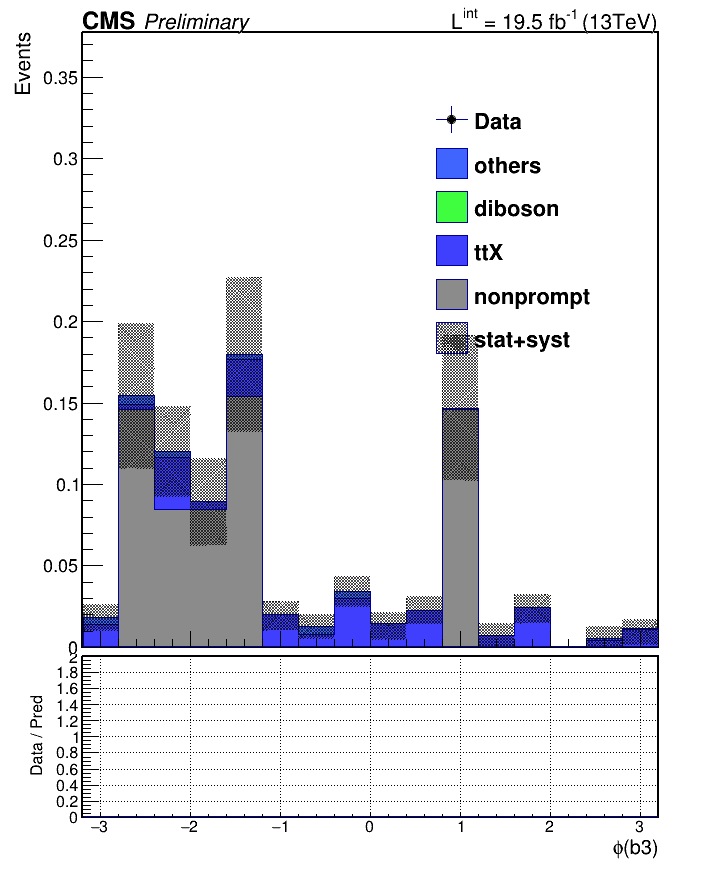 CMS Preliminary L^int = 19.5 fb^-1 (13TeV)
Events
0.35
0.3
0.25
0.2
0.15
0.1
0.05
0
Data
others
diboson
ttX
nonprompt
stat+syst
Data / Pred
2
1.8
1.6
1.4
1.2
1
0.8
0.6
0.4
0.2
0
−3 −2 −1 0 1 2 3
ϕ(b3)